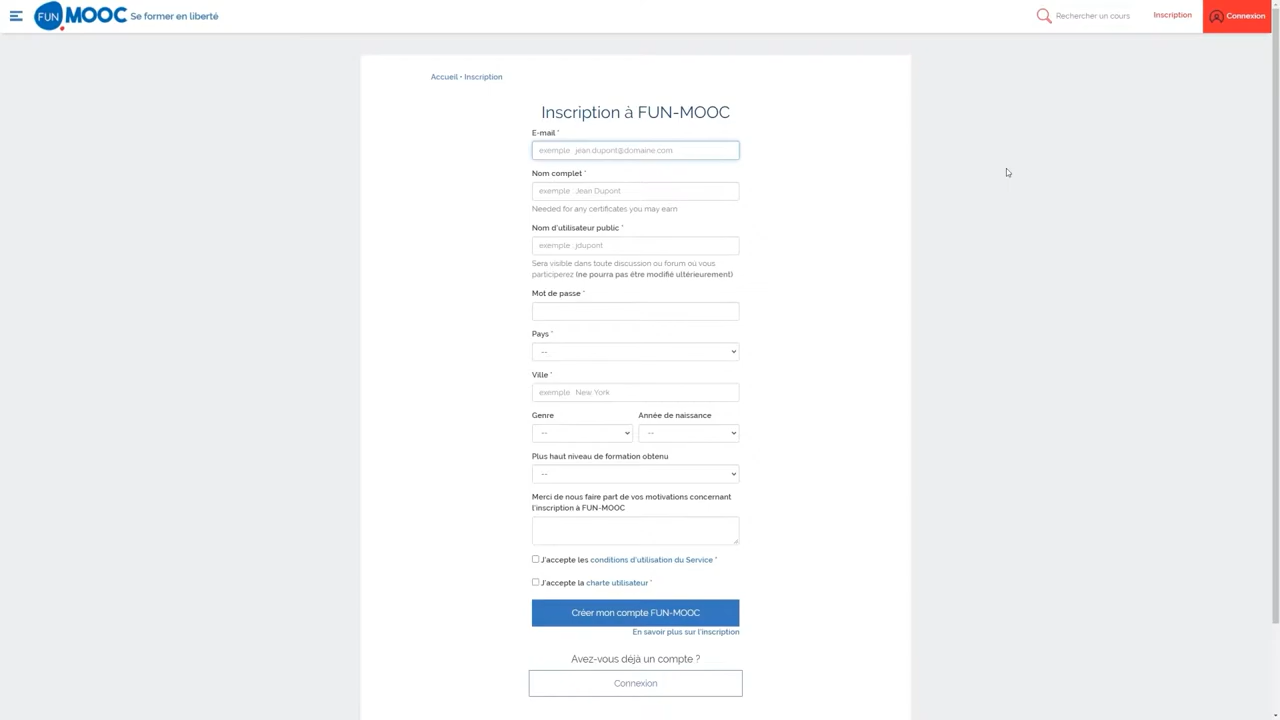 FUN MOOC Se former en liberté
Rechercher un cours
Inscription
Connexion
Accueil • Inscription
Inscription à FUN-MOOC
E-mail *
exemple : jean.dupont@domaine.com
Nom complet *
exemple : Jean Dupont
Needed for any certificates you may earn
Nom d'utilisateur public *
exemple : jdupont
Sera visible dans toute discussion ou forum où vous
participerez (ne pourra pas être modifié ultérieurement)
Mot de passe *
Pays *
--
Ville *
exemple : New York
Genre Année de naissance
-- --
Plus haut niveau de formation obtenu
--
Merci de nous faire part de vos motivations concernant
l'inscription à FUN-MOOC
J'accepte les conditions d'utilisation du Service *
J'accepte la charte utilisateur *
Créer mon compte FUN-MOOC
En savoir plus sur l'inscription
Avez-vous déjà un compte ?
Connexion